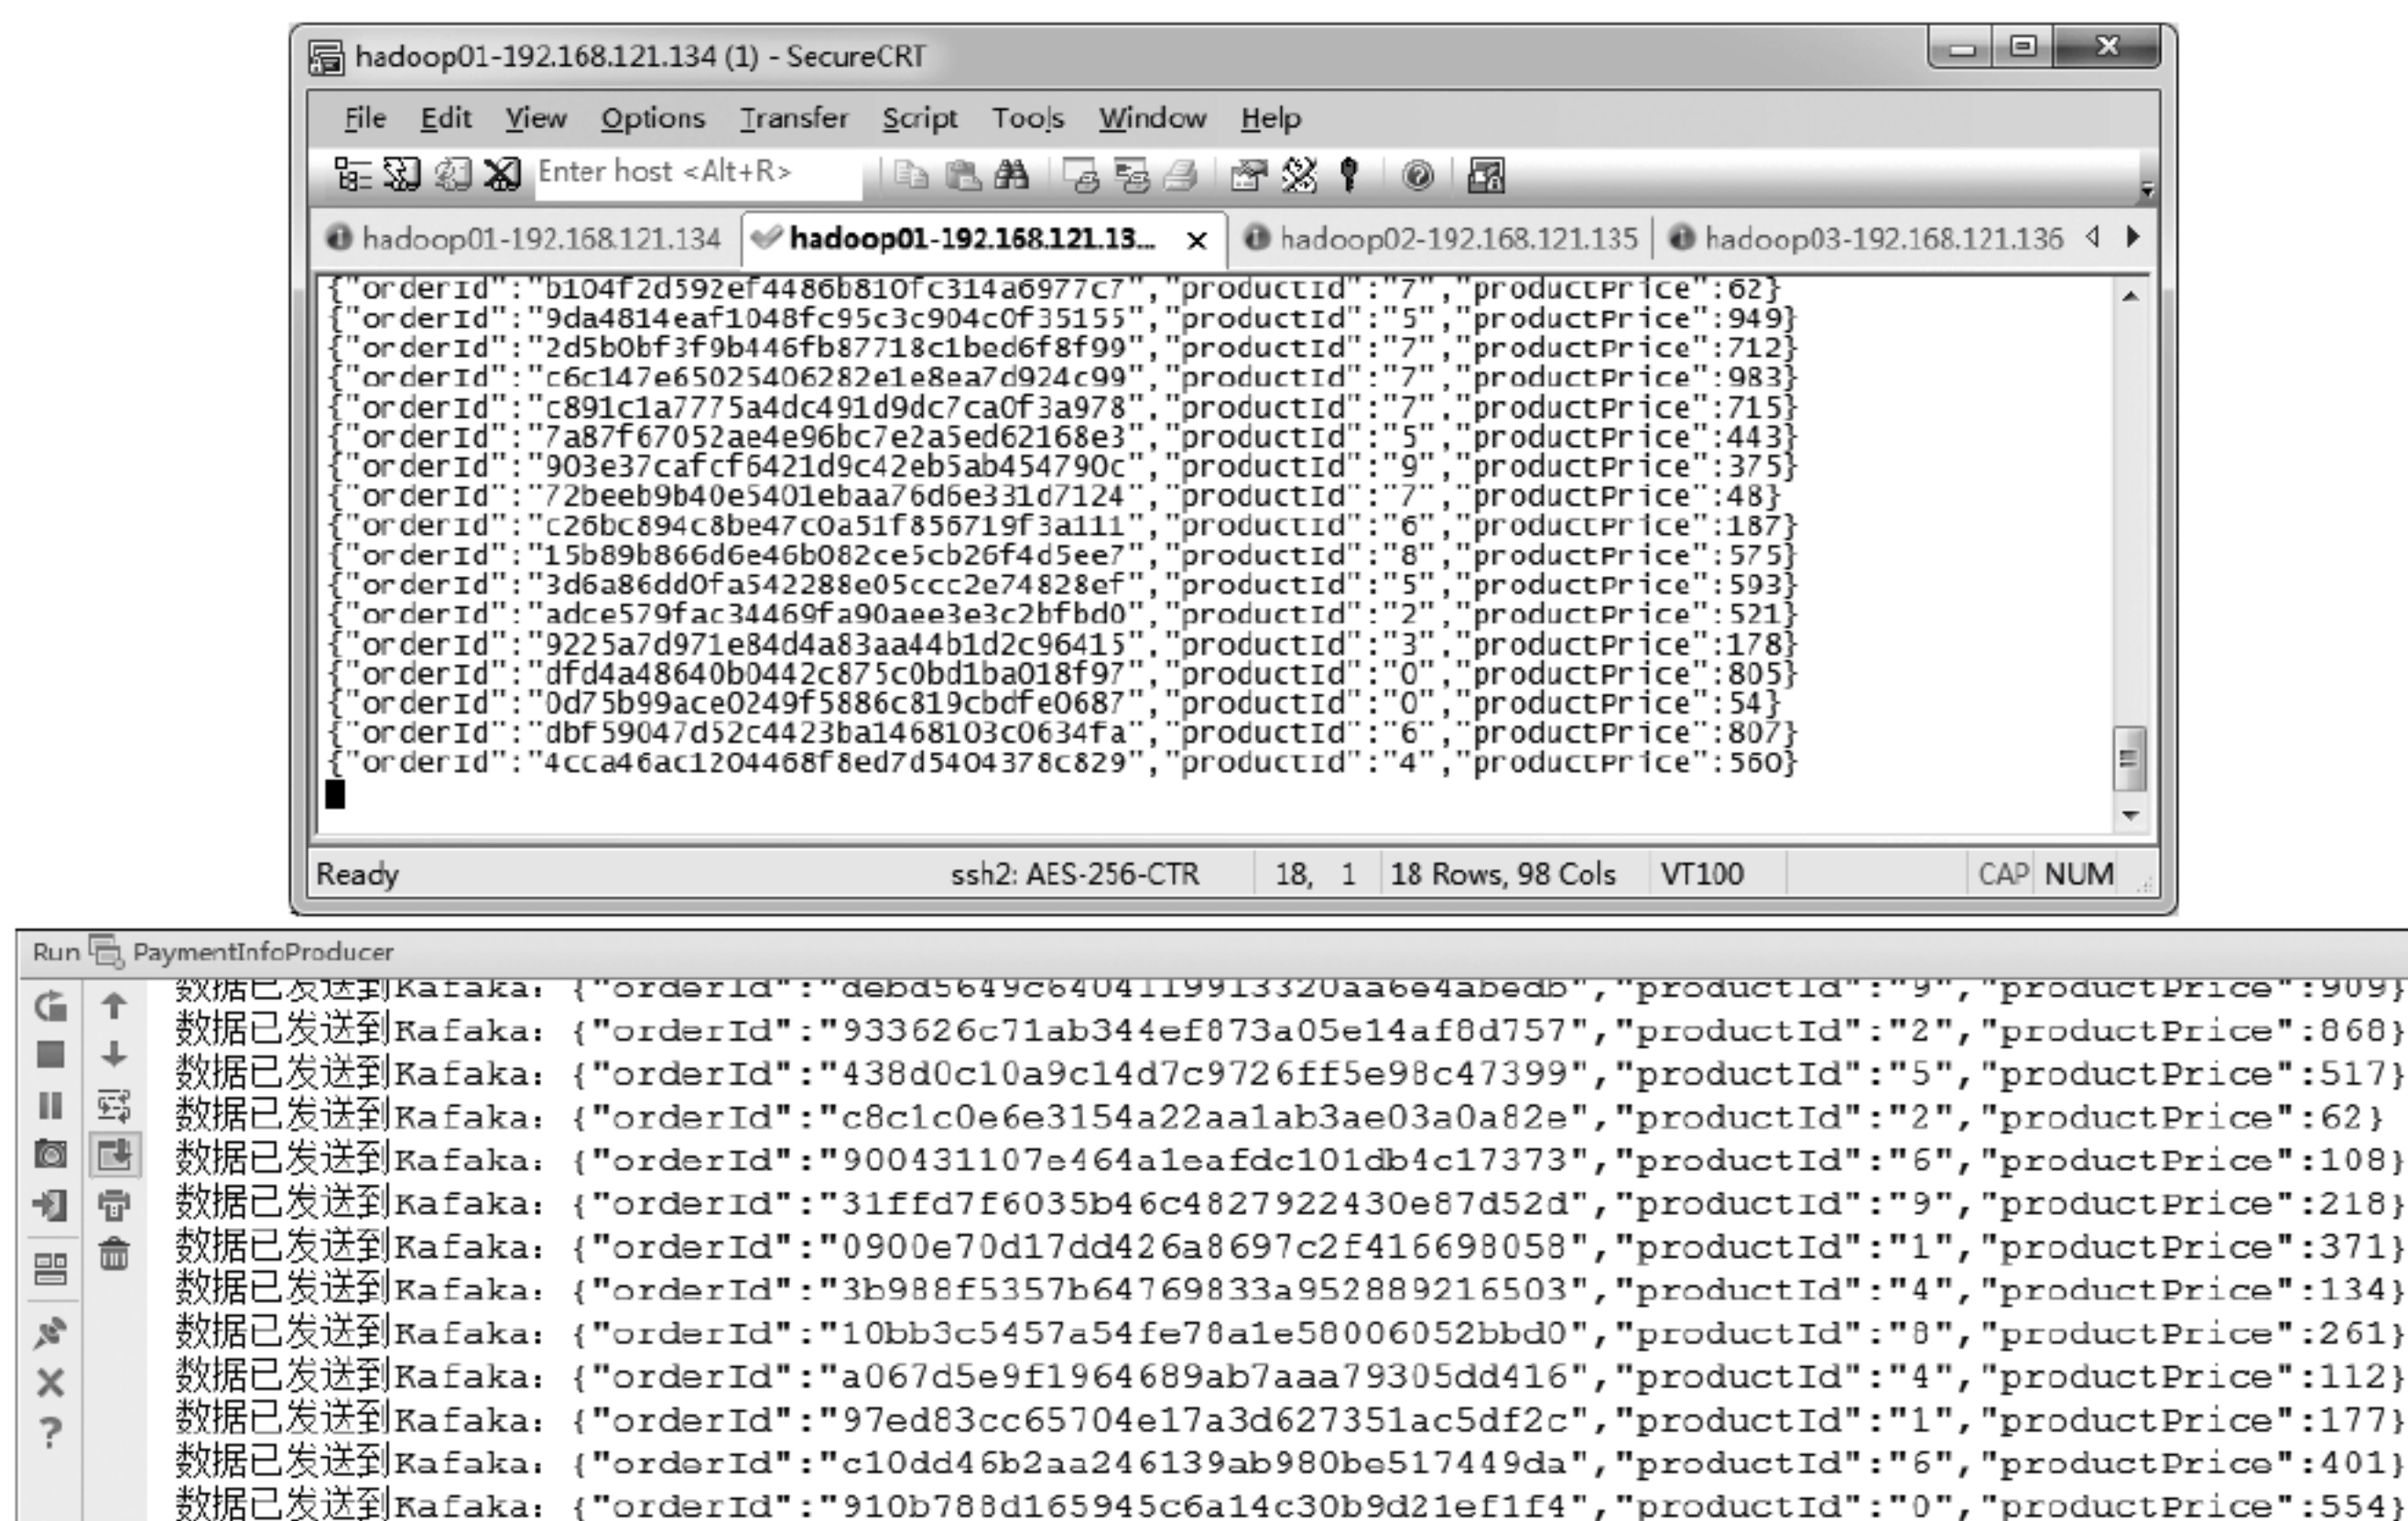 hadoop01-192.168.121.134 (1) - SecureCRT
File Edit View Options Transfer Script Tools Window Help
Enter host <Alt+R>
hadoop01-192.168.121.134 hadoop01-192.168.121.13... hadoop02-192.168.121.135 hadoop03-192.168.121.136
{"orderId":"b104f2d592ef4486b810fc314a6977c7","productId":"7","productPrice":62}
{"orderId":"9da4814eaf1048fc95c3c904c0f35155","productId":"5","productPrice":949}
{"orderId":"2d5b0bf3f9b446fb87718c1bed6f8f99","productId":"7","productPrice":712}
{"orderId":"c6c147e65025406282e1e8ea7d924c99","productId":"7","productPrice":983}
{"orderId":"c891c1a7775a4dc491d9dc7ca0f3a978","productId":"7","productPrice":715}
{"orderId":"7a87f67052ae4e96bc7e2a5ed62168e3","productId":"5","productPrice":443}
{"orderId":"903e37cafcf6421d9c42eb5ab454790c","productId":"9","productPrice":375}
{"orderId":"72beeb9b40e5401ebaa76d6e331d7124","productId":"7","productPrice":48}
{"orderId":"c26bc894c8be47c0a51f856719f3a111","productId":"6","productPrice":187}
{"orderId":"15b89b866d6e46b082ce5cb26f4d5ee7","productId":"8","productPrice":575}
{"orderId":"3d6a86dd0fa542288e05ccc2e74828ef","productId":"5","productPrice":593}
{"orderId":"adce579fac34469fa90aee3e3c2bfbd0","productId":"2","productPrice":521}
{"orderId":"9225a7d971e84d4a83aa44b1d2c96415","productId":"3","productPrice":178}
{"orderId":"dfd4a48640b0442c875c0bd1ba018f97","productId":"0","productPrice":805}
{"orderId":"0d75b99ace0249f5886c819cbdfe0687","productId":"0","productPrice":54}
{"orderId":"dbf59047d52c4423ba1468103c0634fa","productId":"6","productPrice":807}
{"orderId":"4cca46ac1204468f8ed7d5404378c829","productId":"4","productPrice":560}
Ready ssh2: AES-256-CTR 18, 1 18 Rows, 98 Cols VT100 CAP NUM
Run PaymentInfoProducer
数据已发送到Kafaka: {"orderId":"debd5649c6404119913320aa6e4abedb","productId":"9","productPrice":909}
数据已发送到Kafaka: {"orderId":"933626c71ab344ef873a05e14af8d757","productId":"2","productPrice":868}
数据已发送到Kafaka: {"orderId":"438d0c10a9c14d7c9726ff5e98c47399","productId":"5","productPrice":517}
数据已发送到Kafaka: {"orderId":"c8c1c0e6e3154a22aa1ab3ae03a0a82e","productId":"2","productPrice":62}
数据已发送到Kafaka: {"orderId":"900431107e464a1eafdc101db4c17373","productId":"6","productPrice":108}
数据已发送到Kafaka: {"orderId":"31ffd7f6035b46c4827922430e87d52d","productId":"9","productPrice":218}
数据已发送到Kafaka: {"orderId":"0900e70d17dd426a8697c2f416698058","productId":"1","productPrice":371}
数据已发送到Kafaka: {"orderId":"3b988f5357b64769833a952889216503","productId":"4","productPrice":134}
数据已发送到Kafaka: {"orderId":"10bb3c5457a54fe78a1e58006052bbd0","productId":"8","productPrice":261}
数据已发送到Kafaka: {"orderId":"a067d5e9f1964689ab7aaa79305dd416","productId":"4","productPrice":112}
数据已发送到Kafaka: {"orderId":"97ed83cc65704e17a3d627351ac5df2c","productId":"1","productPrice":177}
数据已发送到Kafaka: {"orderId":"c10dd46b2aa246139ab980be517449da","productId":"6","productPrice":401}
数据已发送到Kafaka: {"orderId":"910b788d165945c6a14c30b9d21ef1f4","productId":"0","productPrice":554}